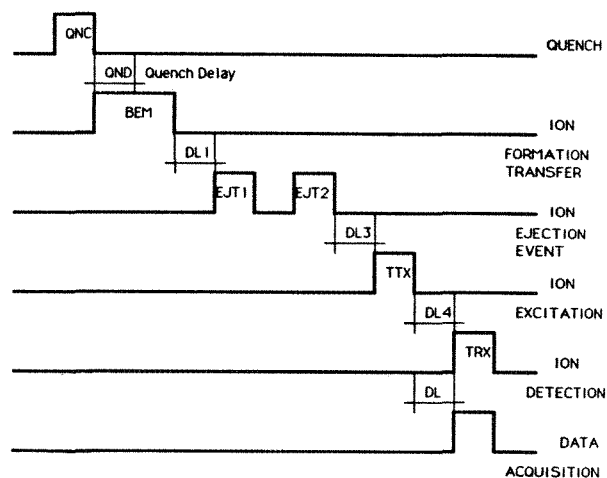 QNC
QUENCH
QND
Quench Delay
BEM
ION
FORMATION
TRANSFER
DL1
EJT1
EJT2
ION
EJECTION
EVENT
DL3
TTX
ION
EXCITATION
DL4
TRX
ION
DETECTION
DL
DATA
ACQUISITION